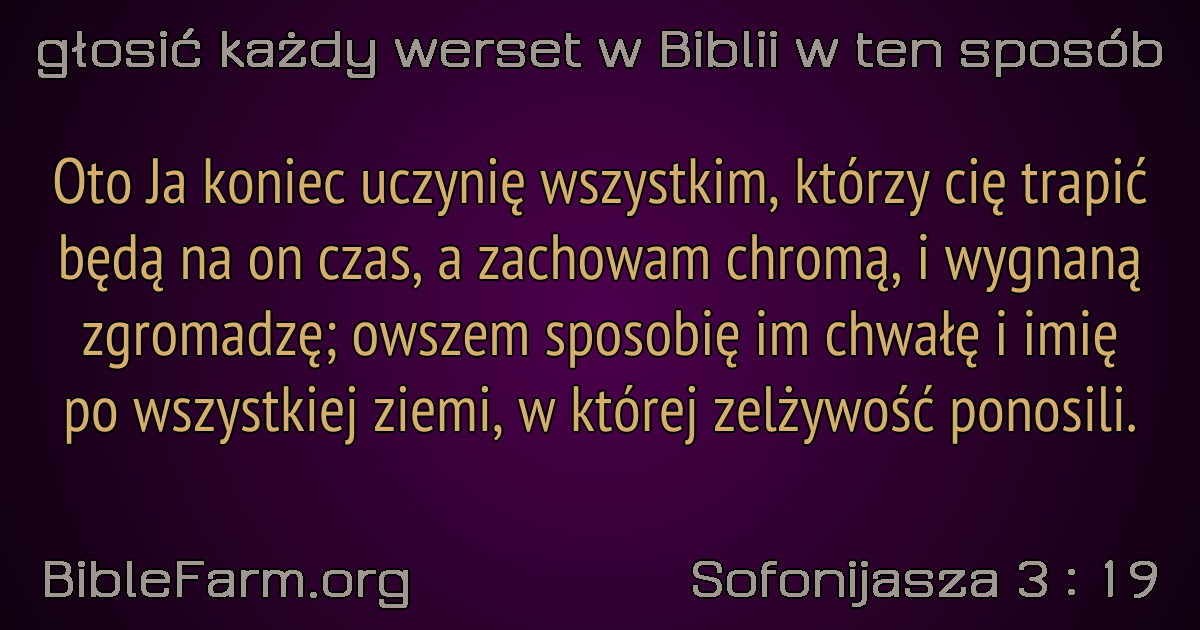 głosić każdy werset w Biblii w ten sposób
Oto Ja koniec uczynię wszystkim, którzy cię trapić
będą na on czas, a zachowam chromą, i wygnaną
zgromadzę; owszem sposobię im chwałę i imię
po wszystkiej ziemi, w której zelżywość ponosili.
BibleFarm.org
Sofonijasza 3 : 19